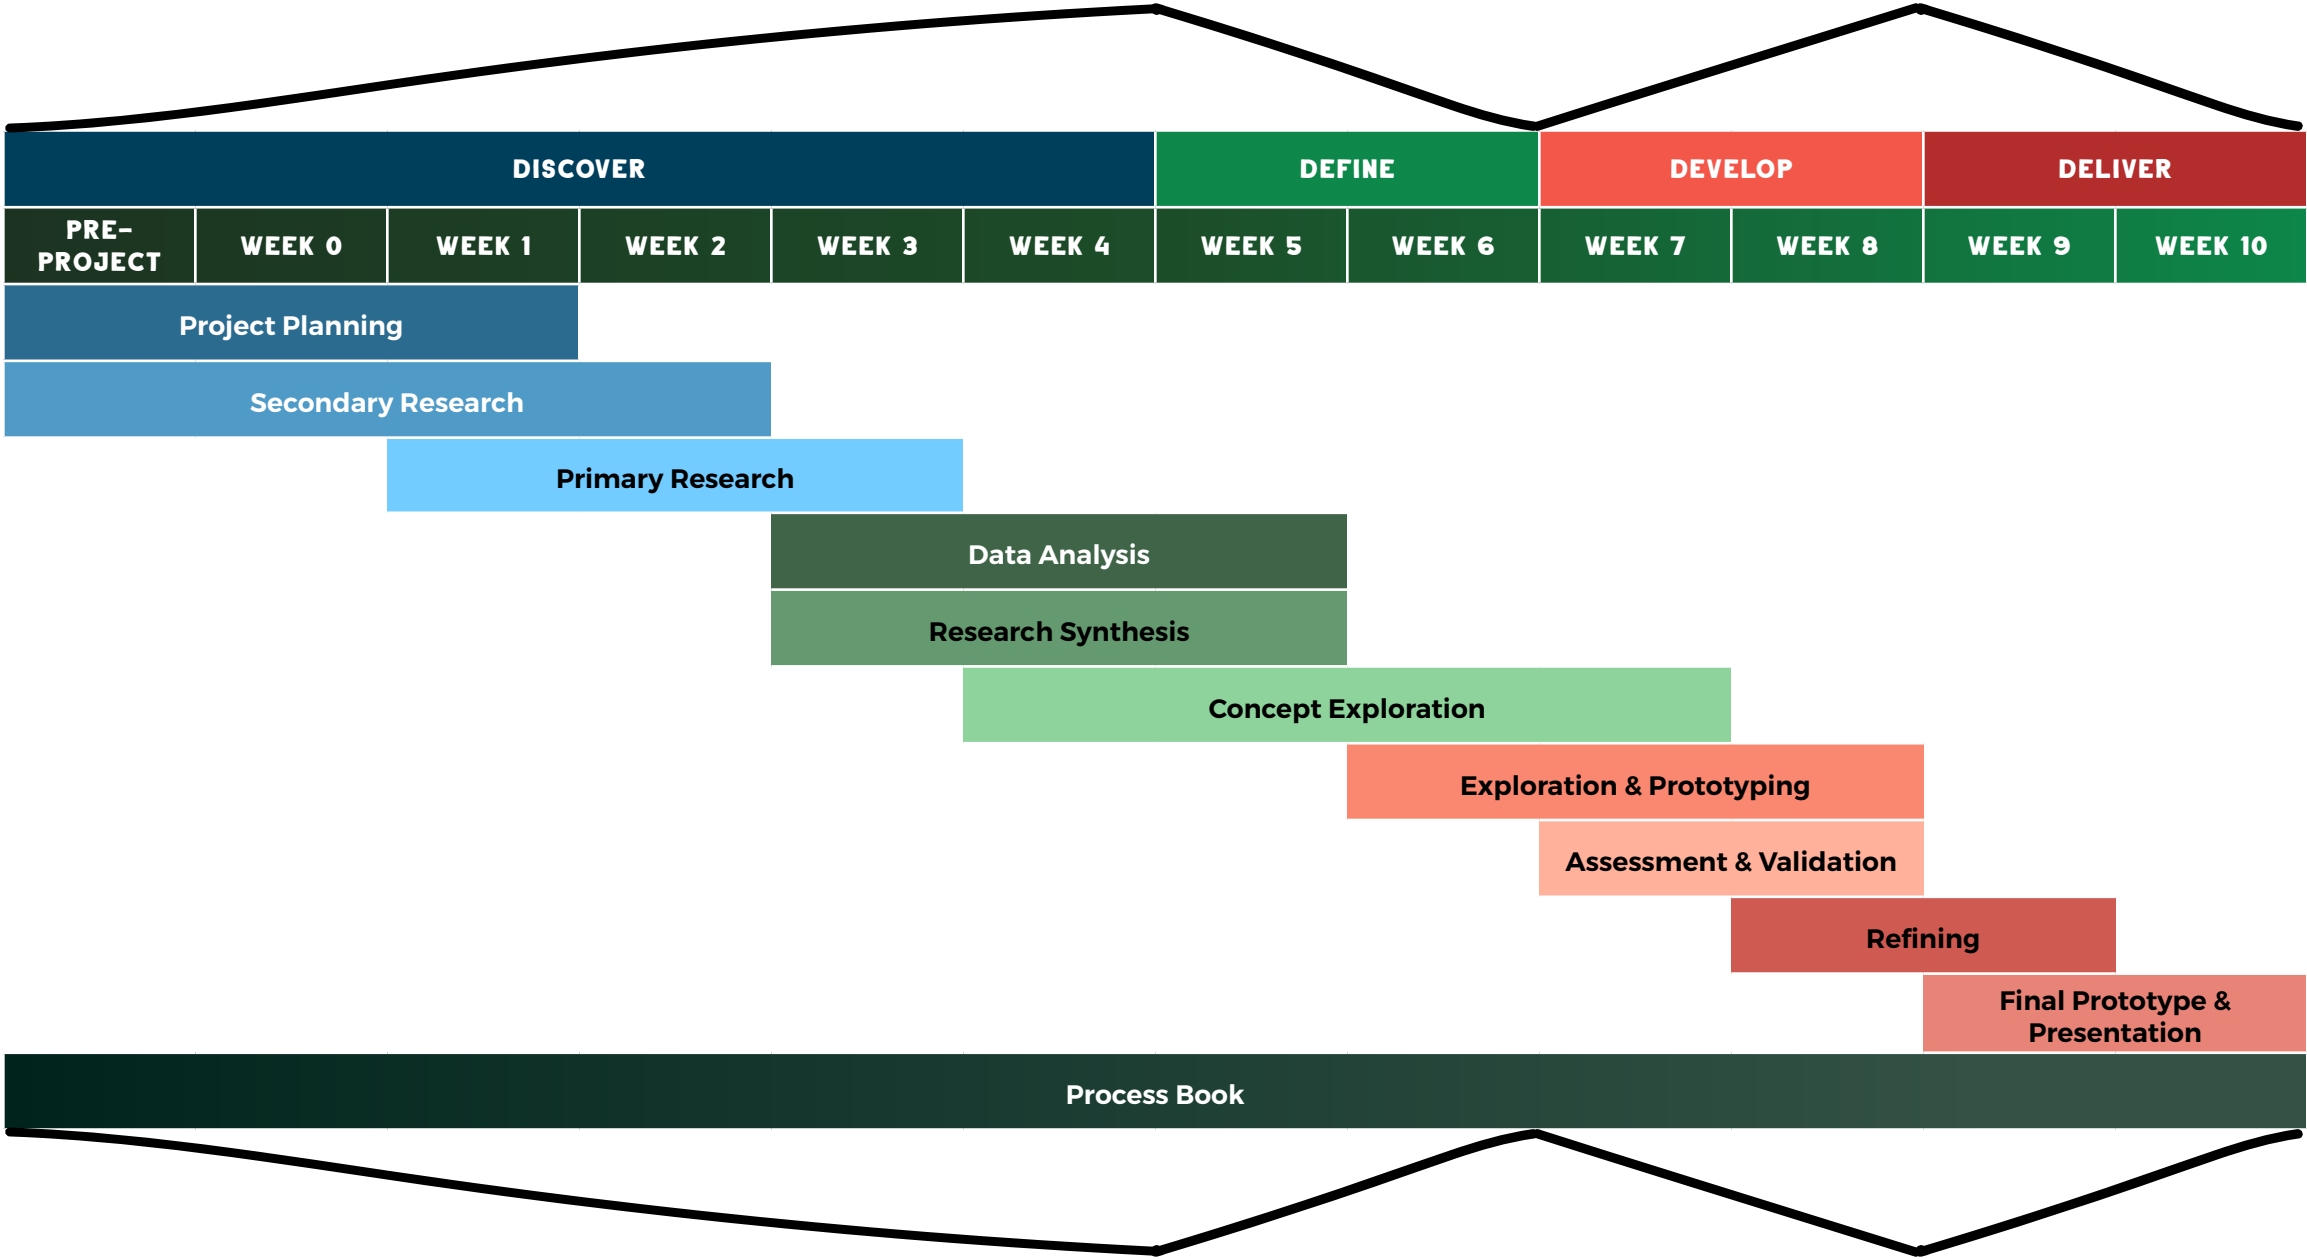 DISCOVER
DEFINE
DEVELOP
DELIVER
PRE-
PROJECT
WEEK 0
WEEK 1
WEEK 2
WEEK 3
WEEK 4
WEEK 5
WEEK 6
WEEK 7
WEEK 8
WEEK 9
WEEK 10
Project Planning
Secondary Research
Primary Research
Data Analysis
Research Synthesis
Concept Exploration
Exploration & Prototyping
Assessment & Validation
Refining
Final Prototype &
Presentation
Process Book